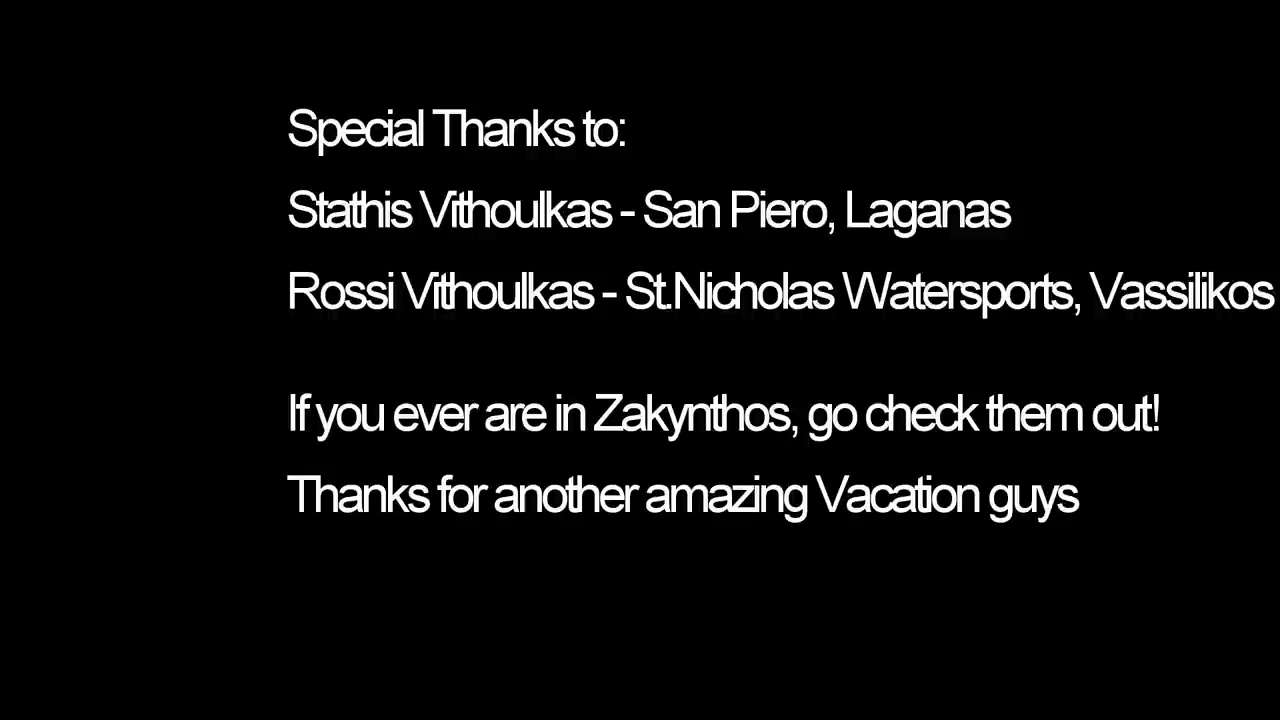 Special Thanks to:
Stathis Vithoulkas - San Piero, Laganas
Rossi Vithoulkas - St.Nicholas Watersports, Vassilikos
If you ever are in Zakynthos, go check them out!
Thanks for another amazing Vacation guys